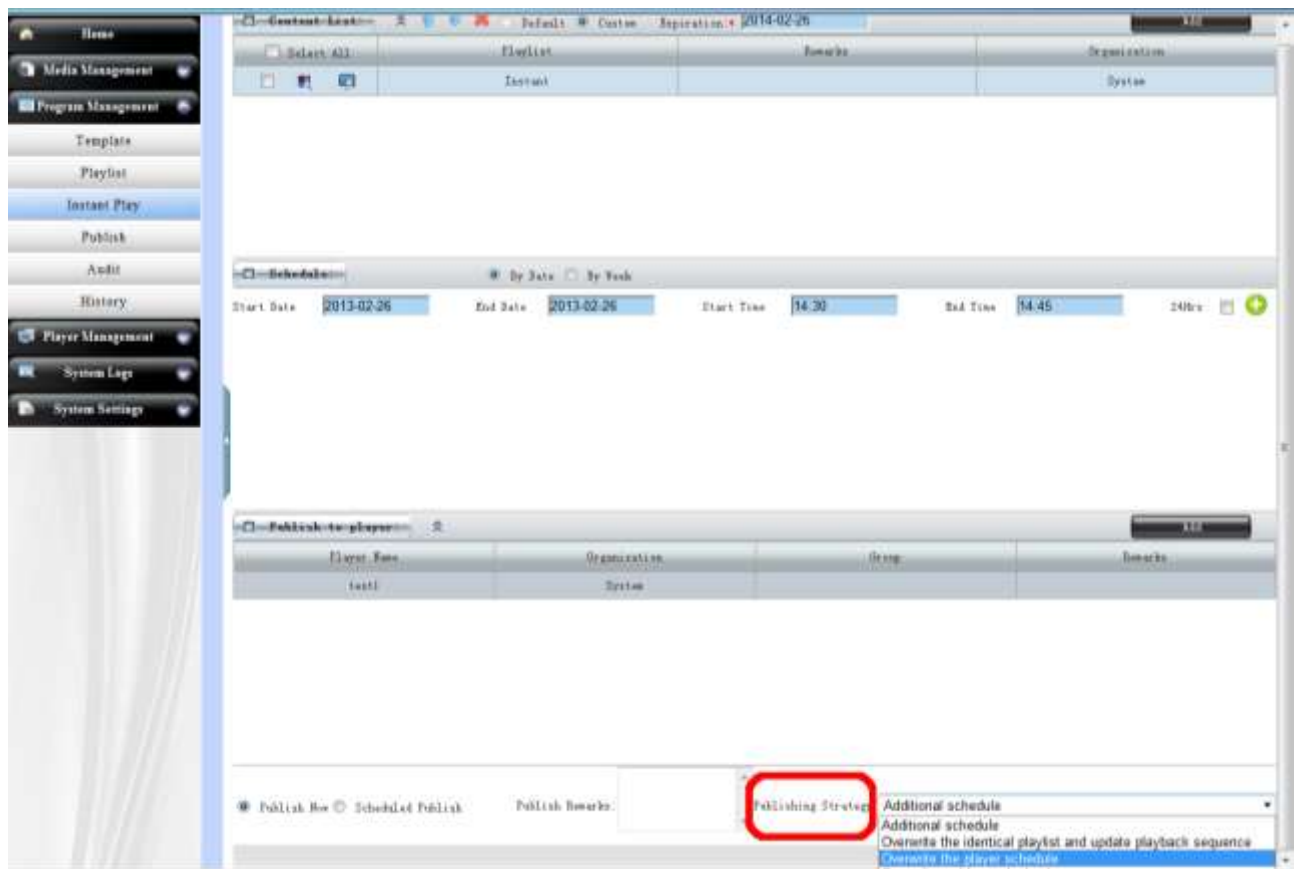 Home
Media Management
Program Management
Template
Playlist
Instant Play
Publish
Audit
History
Player Management
System Logs
System Settings
Content List Default Custom Expiration * 2014-02-26 Add
Select All Playlist Remarks Organization
Instant System
Schedule By Date By Week
Start Date 2013-02-26 End Date 2013-02-26 Start Time 14:30 End Time 14:45 24Hrs
Publish to player Add
Player Name Organization Group Remarks
test1 System
Publish Now Scheduled Publish Publish Remarks Publishing Strategy Additional schedule
Additional schedule
Overwrite the identical playlist and update playback sequence
Overwrite the player schedule